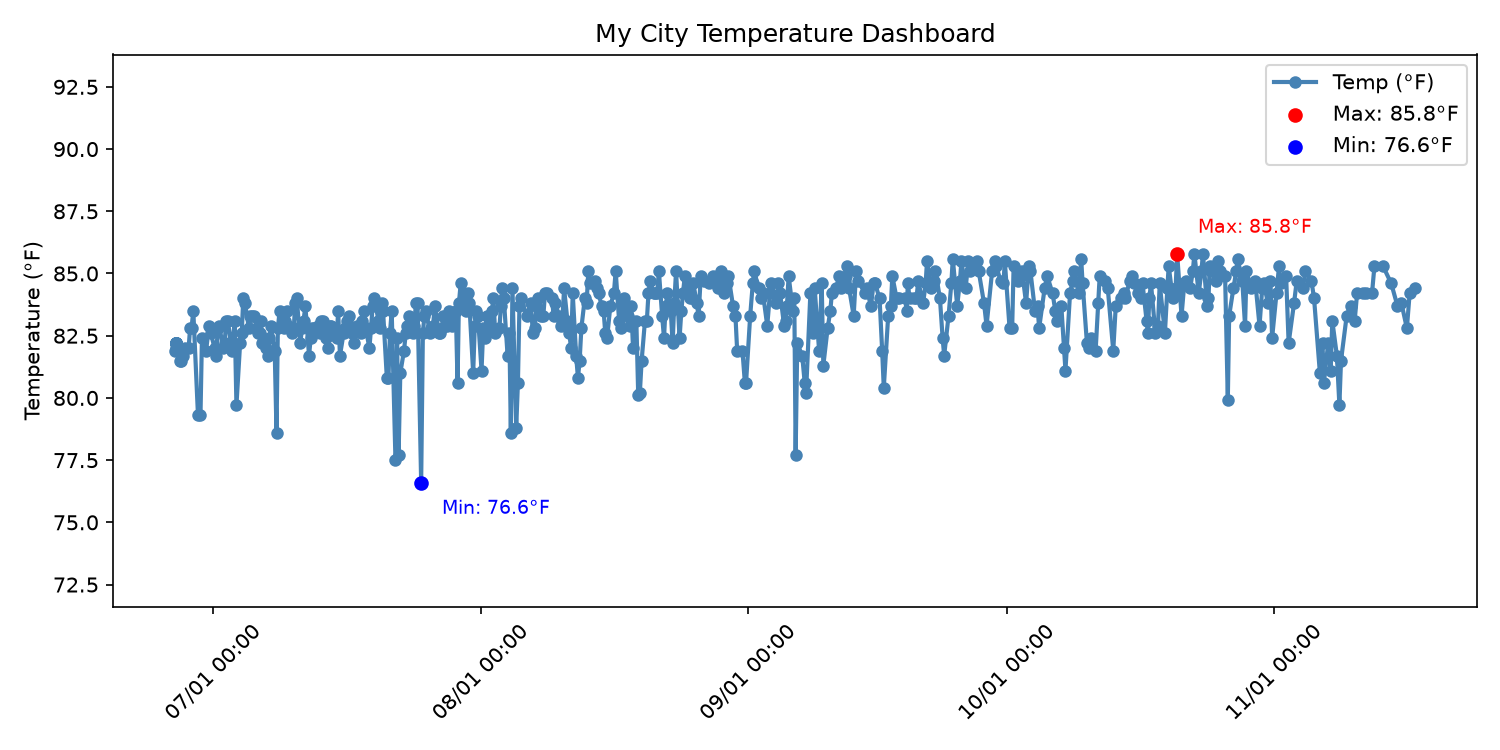 My City Temperature Dashboard
Temp (°F)
Max: 85.8°F
Min: 76.6°F
Temperature (°F)
92.5
90.0
87.5
85.0
82.5
80.0
77.5
75.0
72.5
Max: 85.8°F
Min: 76.6°F
07/01 00:00
08/01 00:00
09/01 00:00
10/01 00:00
11/01 00:00